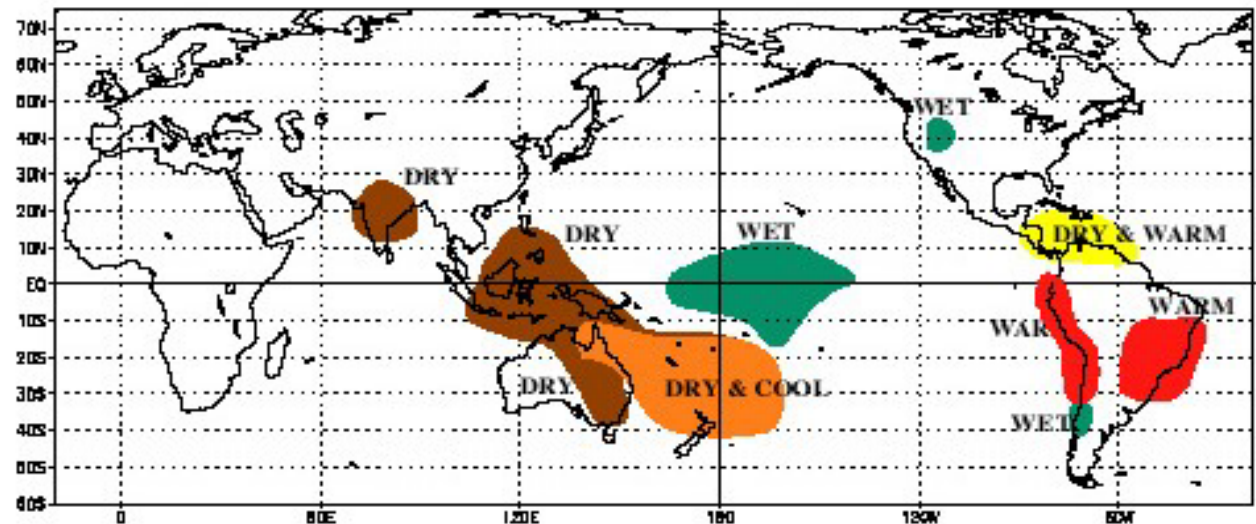 70N
60N
50N
40N
30N
20N
10N
EQ
10S
20S
30S
40S
50S
60S
WET
DRY
DRY
WET
DRY & WARM
WARM
WAR
DRY
DRY & COOL
WET
0
60E
120E
180
120W
60W